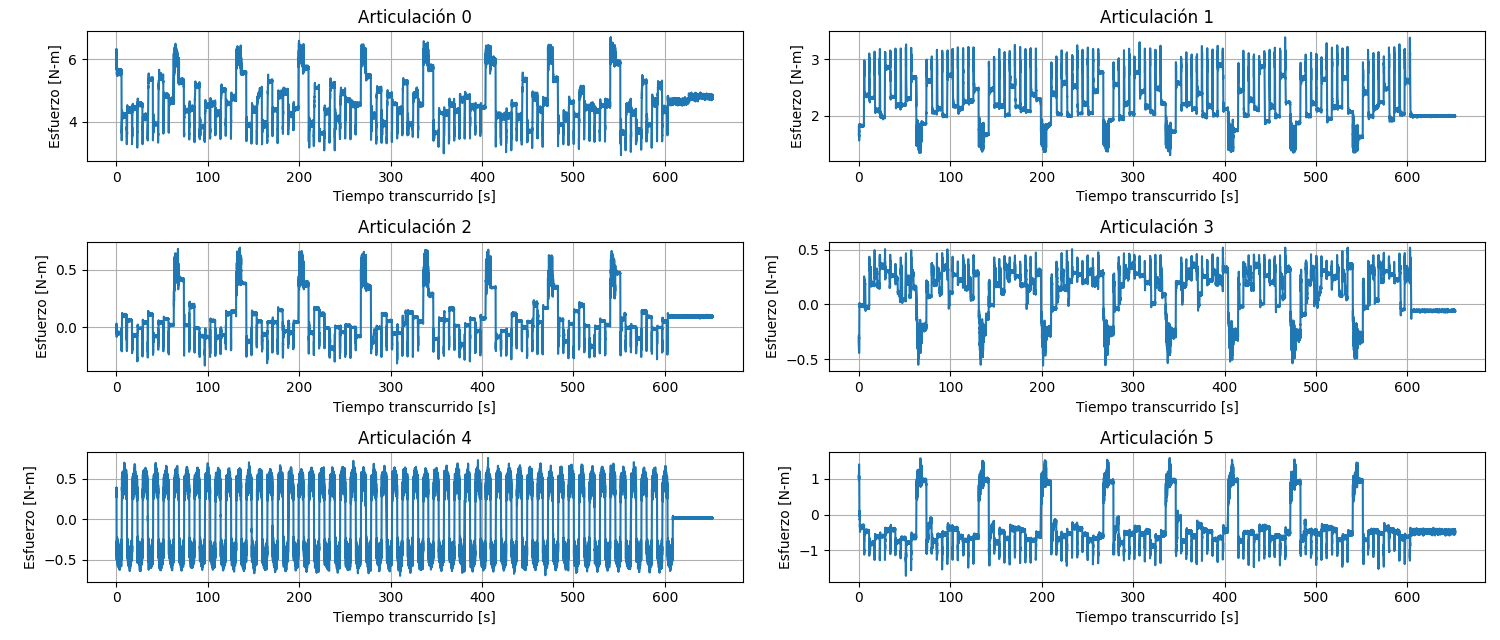 Articulación 0
Esfuerzo [N-m]
6
4
0 100 200 300 400 500 600
Tiempo transcurrido [s]
Articulación 1
Esfuerzo [N-m]
3
2
0 100 200 300 400 500 600
Tiempo transcurrido [s]
Articulación 2
Esfuerzo [N-m]
0.5
0.0
0 100 200 300 400 500 600
Tiempo transcurrido [s]
Articulación 3
Esfuerzo [N-m]
0.5
0.0
−0.5
0 100 200 300 400 500 600
Tiempo transcurrido [s]
Articulación 4
Esfuerzo [N-m]
0.5
0.0
−0.5
0 100 200 300 400 500 600
Tiempo transcurrido [s]
Articulación 5
Esfuerzo [N-m]
1
0
−1
0 100 200 300 400 500 600
Tiempo transcurrido [s]